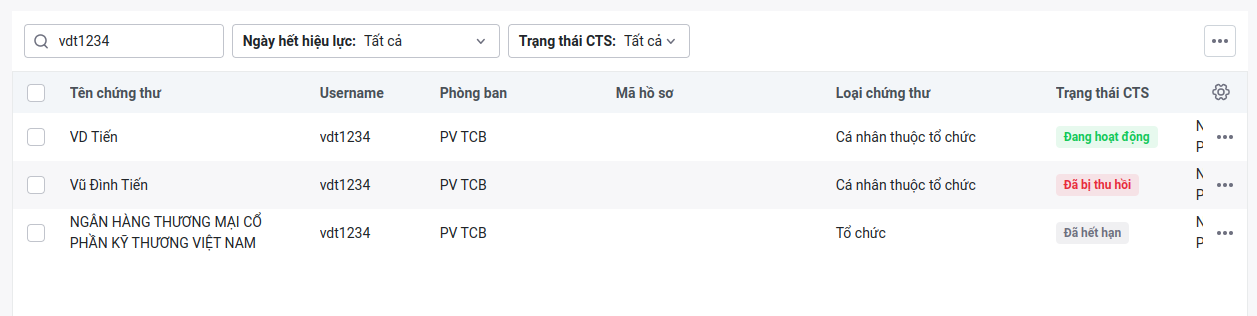 vdt1234 Ngày hết hiệu lực: Tất cả Trạng thái CTS: Tất cả
Tên chứng thư Username Phòng ban Mã hồ sơ Loại chứng thư Trạng thái CTS
VD Tiến vdt1234 PV TCB Cá nhân thuộc tổ chức Đang hoạt động
Vũ Đình Tiến vdt1234 PV TCB Cá nhân thuộc tổ chức Đã bị thu hồi
NGÂN HÀNG THƯƠNG MẠI CỔ
PHẦN KỸ THƯƠNG VIỆT NAM vdt1234 PV TCB Tổ chức Đã hết hạn